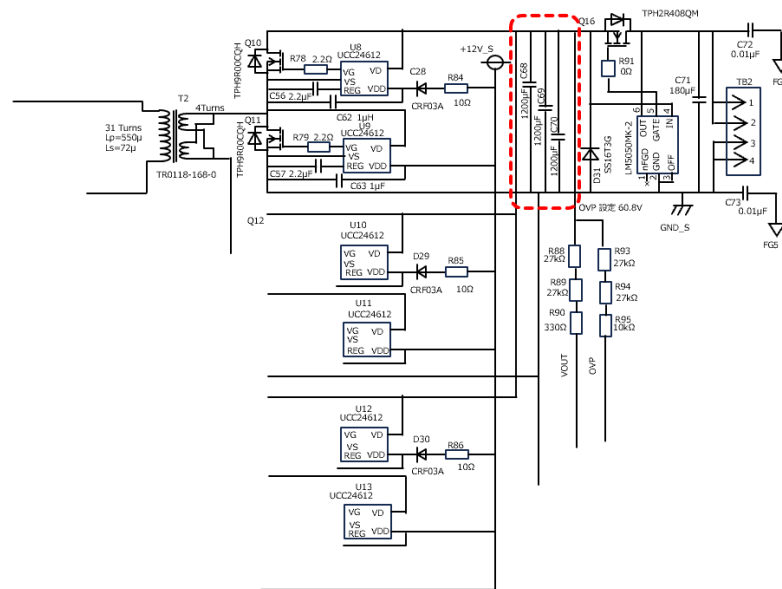 Q16
TPH2R408QM
Q10
U8
UCC24612
TPH9R00CQH
R78
2.2Ω
VG
VD
VS
REG
VDD
C56
2.2μF
C28
CRF03A
R84
10Ω
+12V_S
C68
1200μF
C69
1200μF
C70
1200μF
R91
0Ω
C71
180μF
C72
0.01μF
FG
TB2
1
2
3
4
6
5
4
OUT
GATE
IN
LM5050MK-2
nFGD
GND
OFF
1
2
3
D31
SS16T3G
T2
4Turns
31 Turns
Lp=550μ
Ls=72μ
TR0118-168-0
C62 1μH
Q11
U9
UCC24612
TPH9R00CQH
R79
2.2Ω
VG
VD
VS
REG
VDD
C57
2.2μF
C63 1μF
C73
0.01μF
FG5
GND_S
OVP 設定 60.8V
Q12
U10
UCC24612
VG
VD
VS
REG
VDD
D29
CRF03A
R85
10Ω
R88
27kΩ
R89
27kΩ
R90
330Ω
R93
27kΩ
R94
27kΩ
R95
10kΩ
VOUT
OVP
U11
UCC24612
VG
VD
VS
REG
VDD
U12
UCC24612
VG
VD
VS
REG
VDD
D30
CRF03A
R86
10Ω
U13
UCC24612
VG
VD
VS
REG
VDD